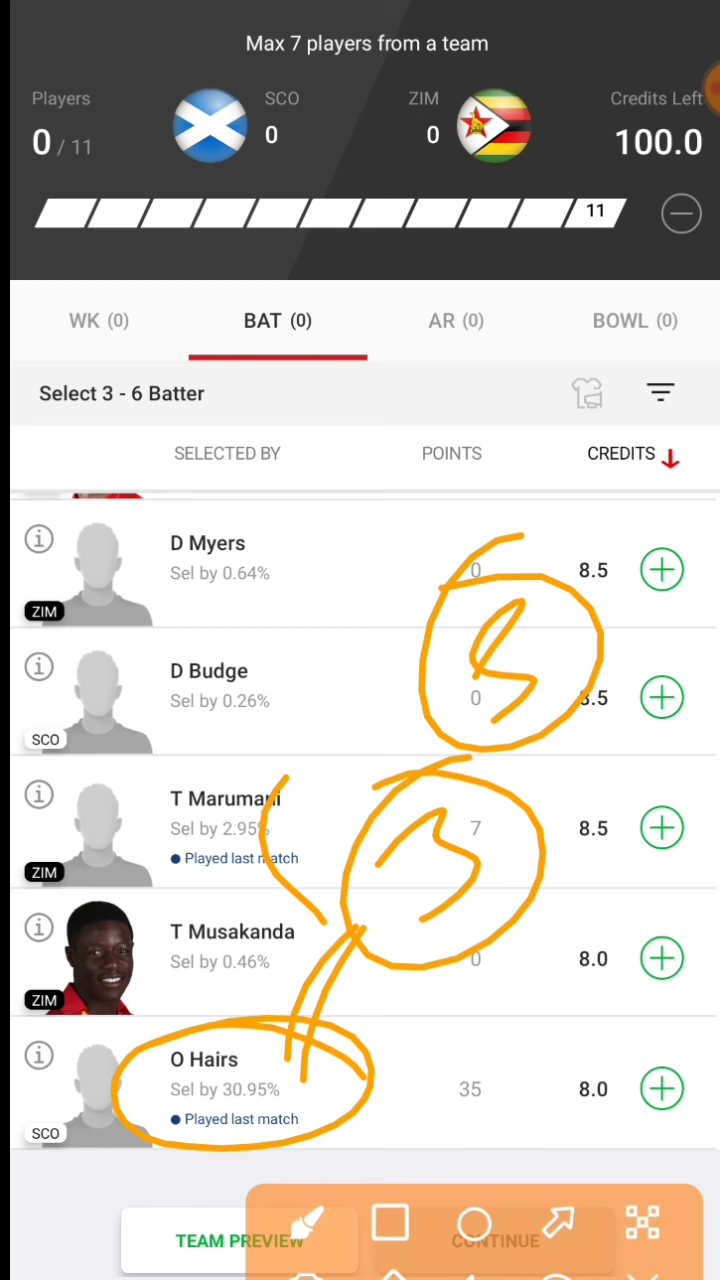 Max 7 players from a team
Players SCO ZIM Credits Left
0 / 11 0 0 100.0
11
WK (0) BAT (0) AR (0) BOWL (0)
Select 3 - 6 Batter
SELECTED BY POINTS CREDITS
D Myers
Sel by 0.64% 0 8.5
ZIM
D Budge
Sel by 0.26% 0 8.5
SCO
T Marumani
Sel by 2.95% 7 8.5
Played last match
ZIM
T Musakanda
Sel by 0.46% 0 8.0
ZIM
O Hairs
Sel by 30.95% 35 8.0
Played last match
SCO
TEAM PREVIEW CONTINUE